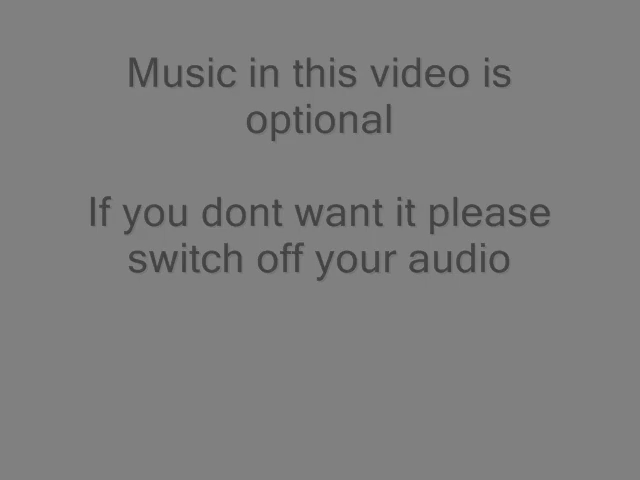 Music in this video is
optional
If you dont want it please
switch off your audio